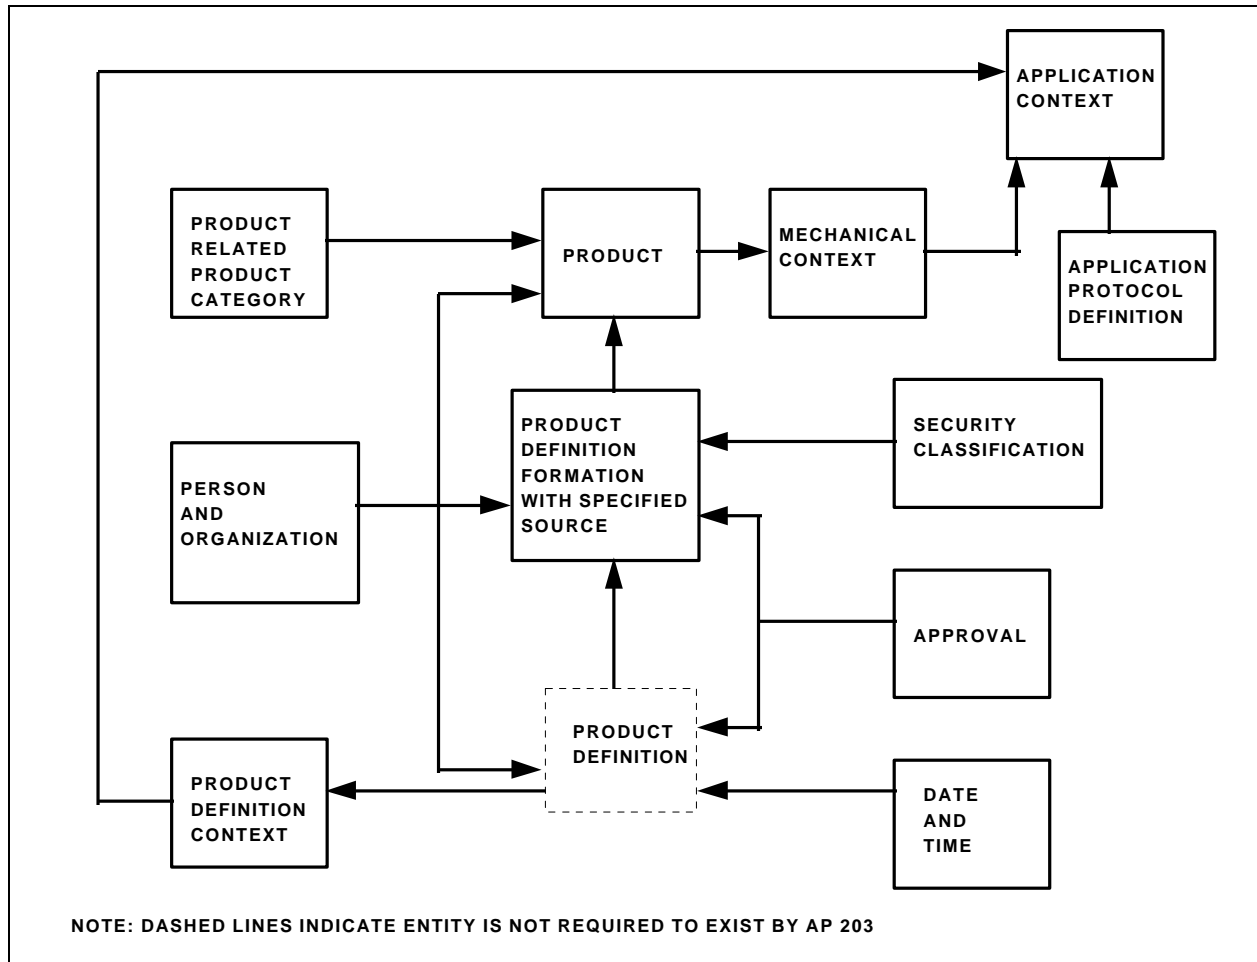 APPLICATION
CONTEXT
PRODUCT
RELATED
PRODUCT
CATEGORY
PRODUCT
MECHANICAL
CONTEXT
APPLICATION
PROTOCOL
DEFINITION
PRODUCT
DEFINITION
FORMATION
WITH SPECIFIED
SOURCE
SECURITY
CLASSIFICATION
PERSON
AND
ORGANIZATION
APPROVAL
PRODUCT
DEFINITION
PRODUCT
DEFINITION
CONTEXT
DATE
AND
TIME
NOTE: DASHED LINES INDICATE ENTITY IS NOT REQUIRED TO EXIST BY AP 203